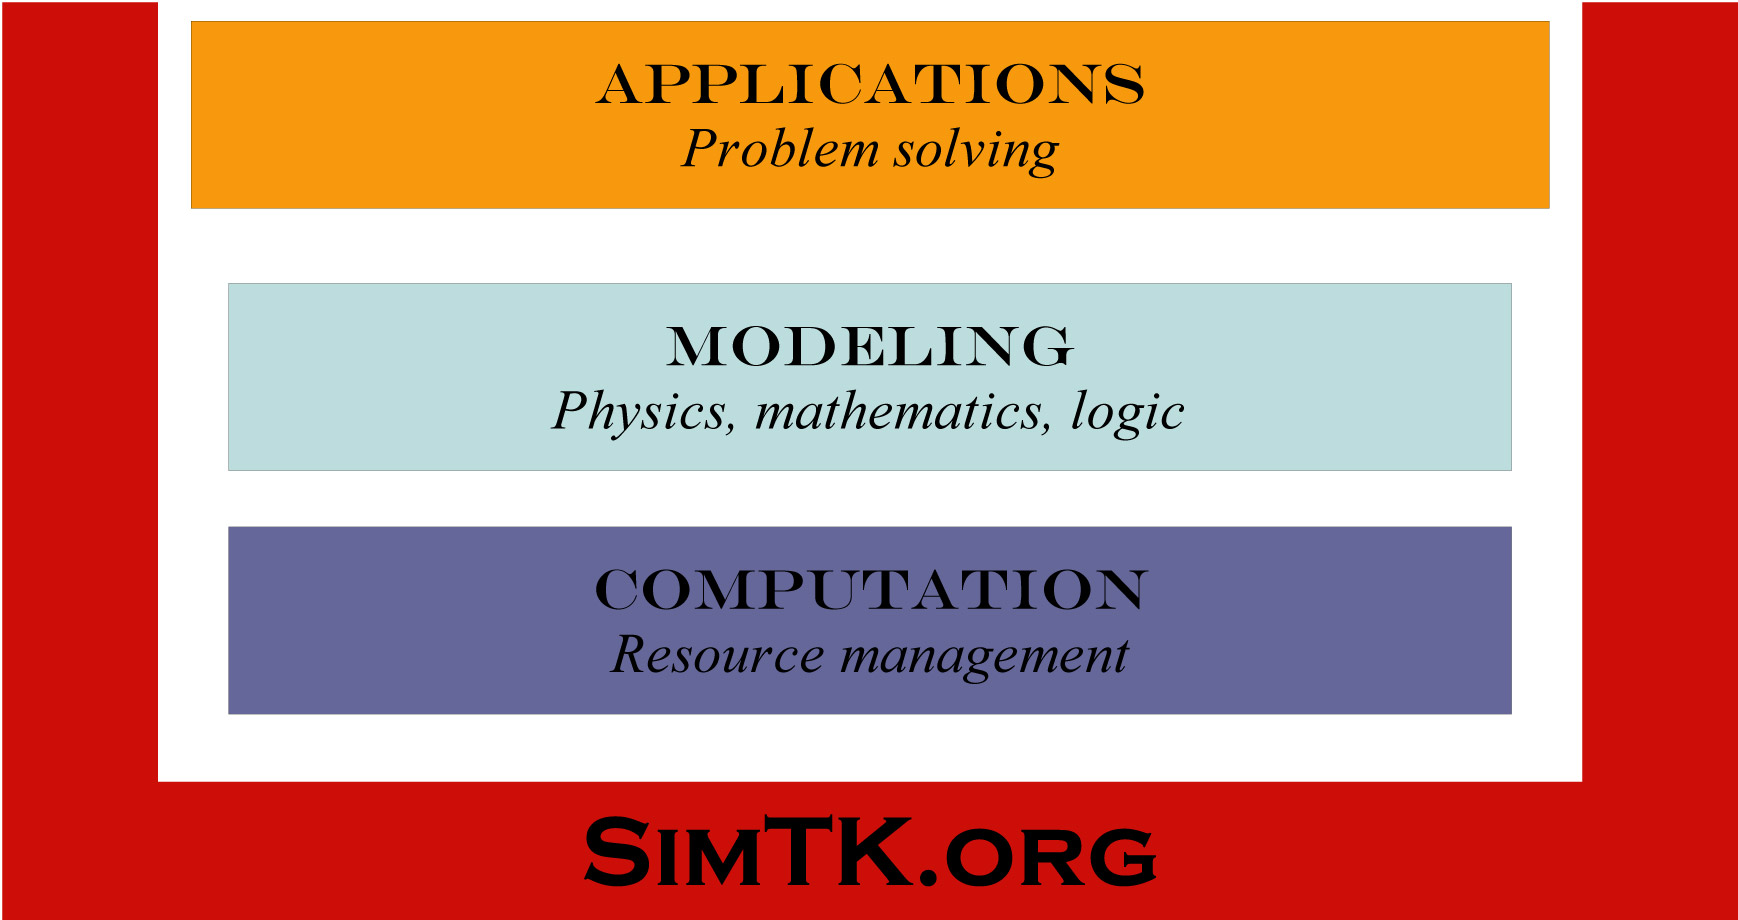 APPLICATIONS
Problem solving
MODELING
Physics, mathematics, logic
COMPUTATION
Resource management
SimTK.org